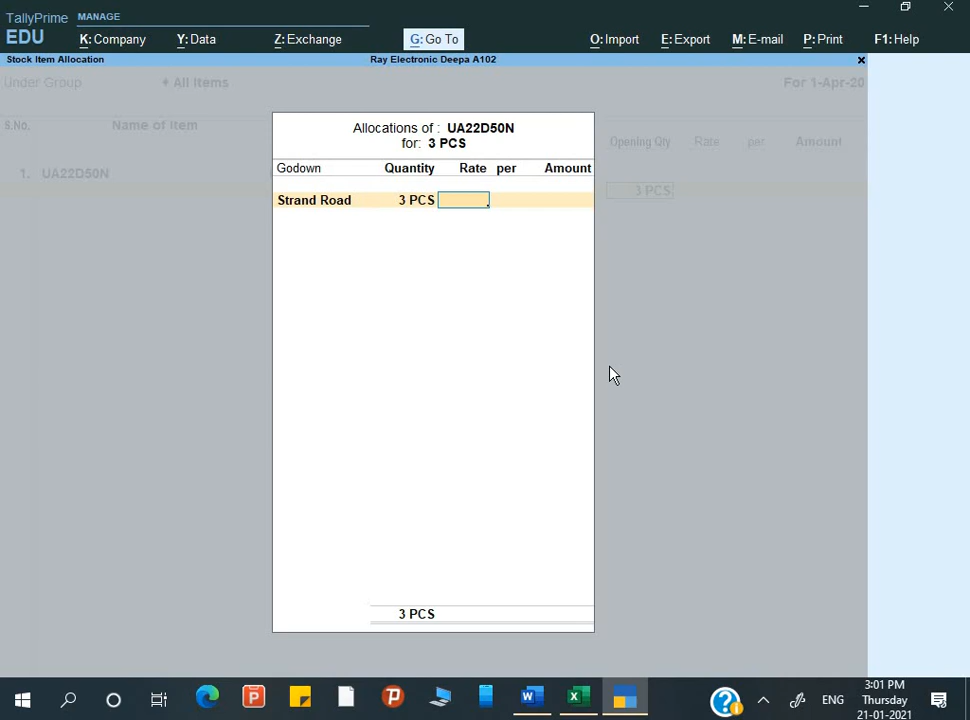 TallyPrime MANAGE
EDU K: Company Y: Data Z: Exchange G: Go To O: Import E: Export M: E-mail P: Print F1: Help
Stock Item Allocation Ray Electronic Deepa A102
Under Group ♦ All Items For 1-Apr-20
S.No. Name of Item Opening Qty Rate per Amount
1. UA22D50N 3 PCS
Allocations of : UA22D50N
for: 3 PCS
Godown Quantity Rate per Amount
Strand Road 3 PCS
3 PCS
ENG
3:01 PM
Thursday
21-01-2021